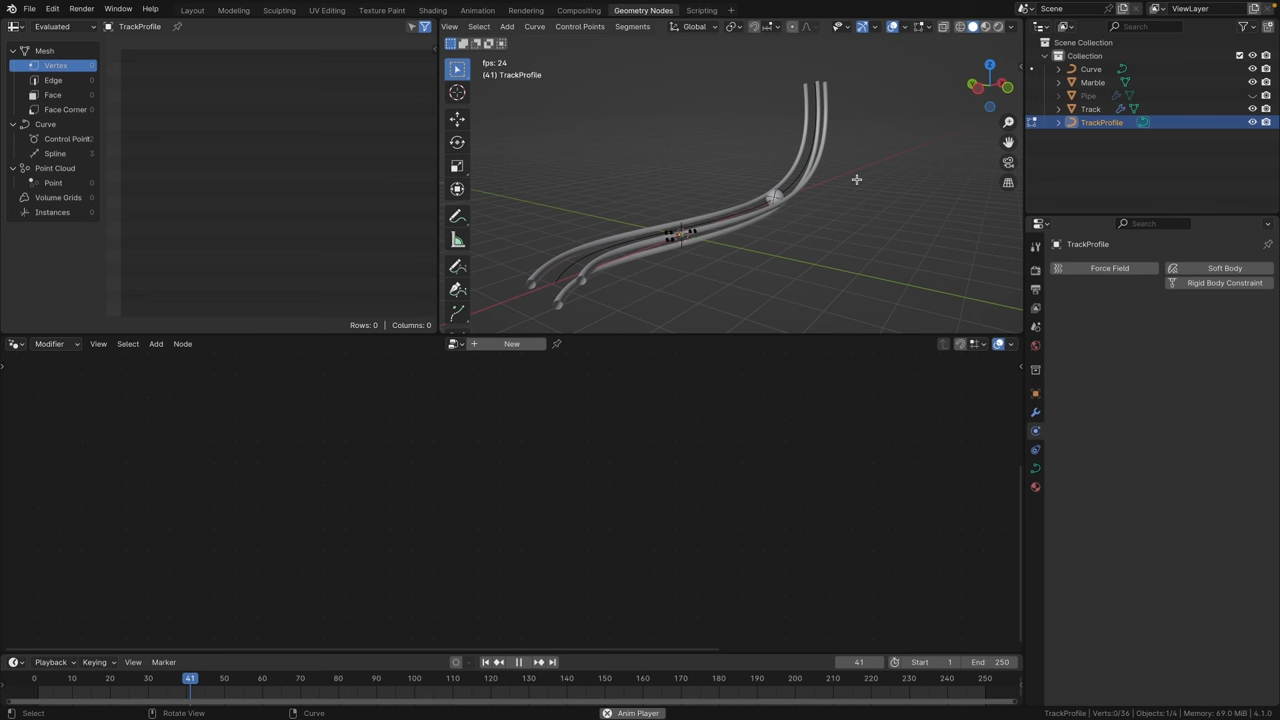 File Edit Render Window Help Layout Modeling Sculpting UV Editing Texture Paint Shading Animation Rendering Compositing Geometry Nodes Scripting Scene ViewLayer
Evaluated TrackProfile View Select Add Curve Control Points Segments Global Search
Mesh
Vertex 0
Edge 0
Face 0
Face Corner 0
Curve
Control Point 2
Spline 3
Point Cloud
Point 0
Volume Grids 0
Instances 0
Rows: 0 Columns: 0
fps: 24
(41) TrackProfile
Z
Scene Collection
Collection
Curve
Marble
Pipe
Track
TrackProfile
Search
TrackProfile
Force Field Soft Body
Rigid Body Constraint
Modifier View Select Add Node New
Playback Keying View Marker 41 Start 1 End 250
0 10 20 30 41 50 60 70 80 90 100 110 120 130 140 150 160 170 180 190 200 210 220 230 240 250
Select Rotate View Curve Anim Player TrackProfile | Verts:0/36 | Objects:1/4 | Memory: 69.0 MiB | 4.1.0